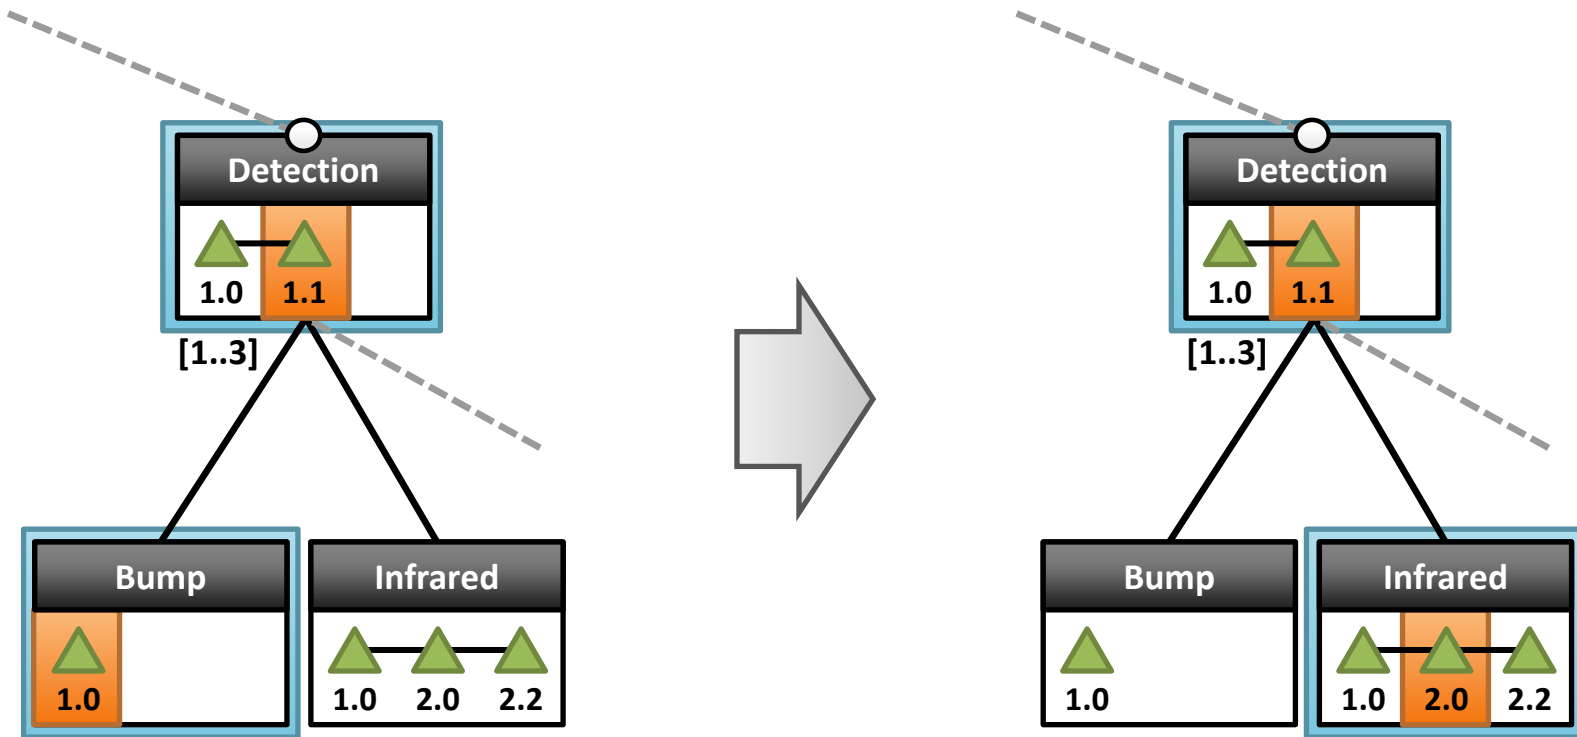 Detection
1.0 1.1
[1..3]
Bump
1.0
Infrared
1.0 2.0 2.2
Detection
1.0 1.1
[1..3]
Bump
1.0
Infrared
1.0 2.0 2.2